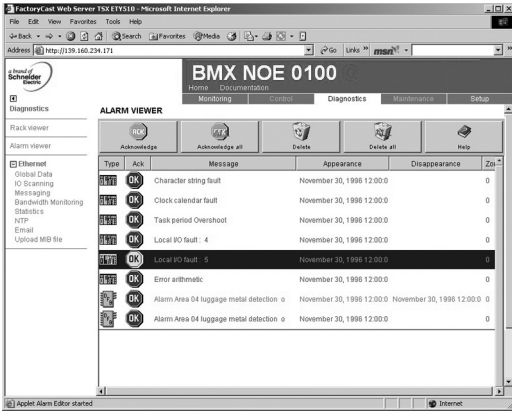 FactoryCast Web Server TSX ETY510 - Microsoft Internet Explorer
File Edit View Favorites Tools Help
Back Search Favorites Media
Address http://139.160.234.171 Go Links msn
a brand of
Schneider
Electric
BMX NOE 0100
Home Documentation
Monitoring Control Diagnostics Maintenance Setup
Diagnostics
Rack viewer
Alarm viewer
Ethernet
Global Data
IO Scanning
Messaging
Bandwidth Monitoring
Statistics
NTP
Email
Upload MIB file
ALARM VIEWER
Acknowledge Acknowledge all Delete Delete all Help
Type Ack Message Appearance Disappearance Zo
OK Character string fault November 30, 1996 12:00:0 0
OK Clock calendar fault November 30, 1996 12:00:0 0
OK Task period Overshoot November 30, 1996 12:00:0 0
OK Local I/O fault : 4 November 30, 1996 12:00:0 0
OK Local I/O fault : 5 November 30, 1996 12:00:0 0
OK Error arithmetic November 30, 1996 12:00:0 0
OK Alarm Area 04 luggage metal detection o November 30, 1996 12:00:0 November 30, 1996 12:00:0 0
OK Alarm Area 04 luggage metal detection o November 30, 1996 12:00:0 0
Applet Alarm Editor started Internet